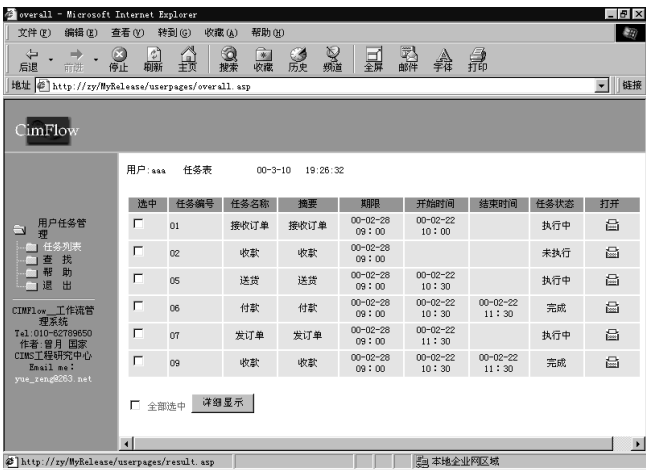 overall - Microsoft Internet Explorer
文件(F) 编辑(E) 查看(V) 转到(G) 收藏(A) 帮助(H)
后退 前进 停止 刷新 主页 搜索 收藏 历史 频道 全屏 邮件 字体 打印
地址 http://zy/MyRelease/userpages/overall.asp 链接
CimFlow
用户:aaa 任务表 00-3-10 19:26:32
用户任务管
理
任务列表
查 找
帮 助
退 出
CIMFlow__工作流管
理系统
Tel:010-62789650
作者:曾月 国家
CIMS工程研究中心
Email me:
yue_zeng@263.net
选中 任务编号 任务名称 摘要 期限 开始时间 结束时间 任务状态 打开
01 接收订单 接收订单 00-02-28 09:00 00-02-22 10:00 执行中
02 收款 收款 00-02-28 09:00 未执行
05 送货 送货 00-02-28 09:00 00-02-22 10:30 执行中
06 付款 付款 00-02-28 09:00 00-02-22 10:30 00-02-22 11:30 完成
07 发订单 发订单 00-02-28 09:00 00-02-22 11:30 执行中
09 收款 收款 00-02-28 09:00 00-02-22 10:30 00-02-22 11:30 完成
全部选中 详细显示
http://zy/MyRelease/userpages/result.asp 本地企业网区域